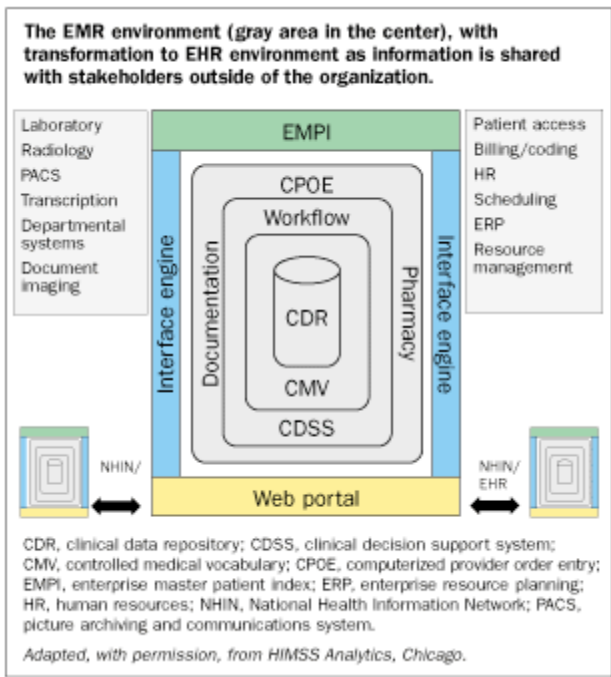 The EMR environment (gray area in the center), with
transformation to EHR environment as information is shared
with stakeholders outside of the organization.
Laboratory
Radiology
PACS
Transcription
Departmental
systems
Document
imaging
EMPI
Interface engine
CPOE
Workflow
Documentation
CDR
Pharmacy
CMV
CDSS
Interface engine
Web portal
Patient access
Billing/coding
HR
Scheduling
ERP
Resource
management
NHIN/
NHIN/
EHR
CDR, clinical data repository; CDSS, clinical decision support system;
CMV, controlled medical vocabulary; CPOE, computerized provider order entry;
EMPI, enterprise master patient index; ERP, enterprise resource planning;
HR, human resources; NHIN, National Health Information Network; PACS,
picture archiving and communications system.
Adapted, with permission, from HIMSS Analytics, Chicago.